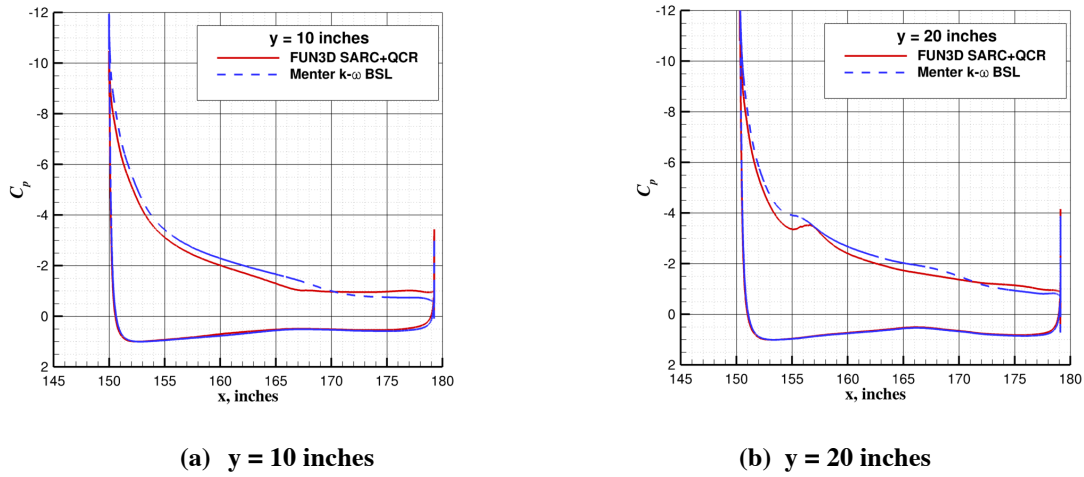 y = 10 inches
FUN3D SARC+QCR
Menter k-ω BSL
-12
-10
-8
-6
-4
-2
0
2
Cp
145 150 155 160 165 170 175 180
x, inches
y = 20 inches
FUN3D SARC+QCR
Menter k-ω BSL
-12
-10
-8
-6
-4
-2
0
2
Cp
145 150 155 160 165 170 175 180
x, inches
(a) y = 10 inches
(b) y = 20 inches